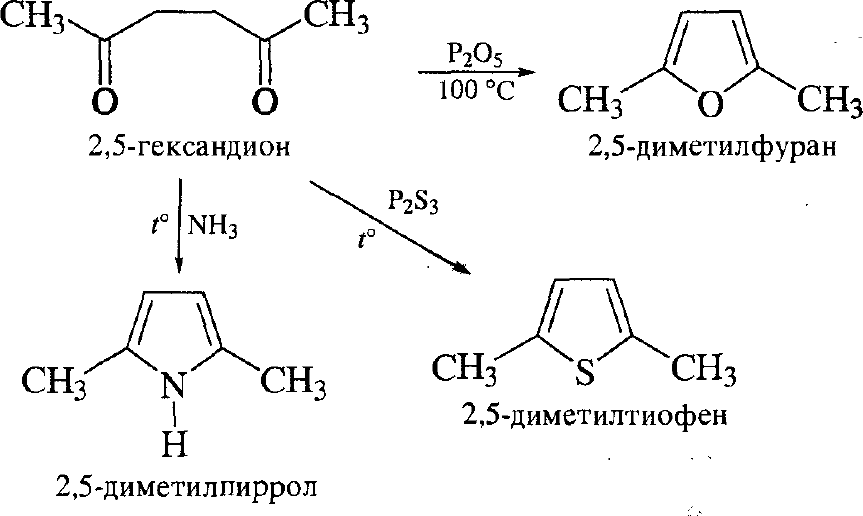 CH₃ CH₃
O O
2,5-гександион
P₂O₅
100 °C
CH₃ O CH₃
2,5-диметилфуран
t° NH₃
P₂S₃
t°
CH₃ N CH₃
H
2,5-диметилпиррол
CH₃ S CH₃
2,5-диметилтиофен